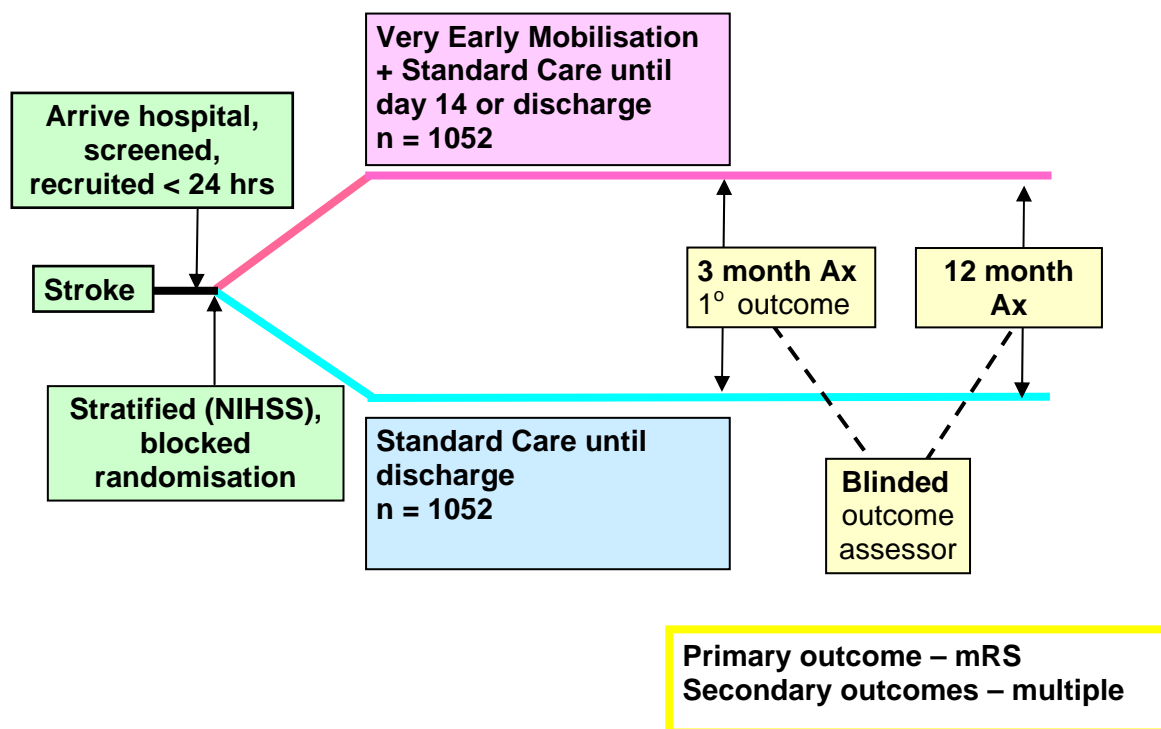 Very Early Mobilisation
+ Standard Care until
day 14 or discharge
n = 1052
Arrive hospital,
screened,
recruited < 24 hrs
Stroke
3 month Ax
1° outcome
12 month
Ax
Stratified (NIHSS),
blocked
randomisation
Standard Care until
discharge
n = 1052
Blinded
outcome
assessor
Primary outcome – mRS
Secondary outcomes – multiple